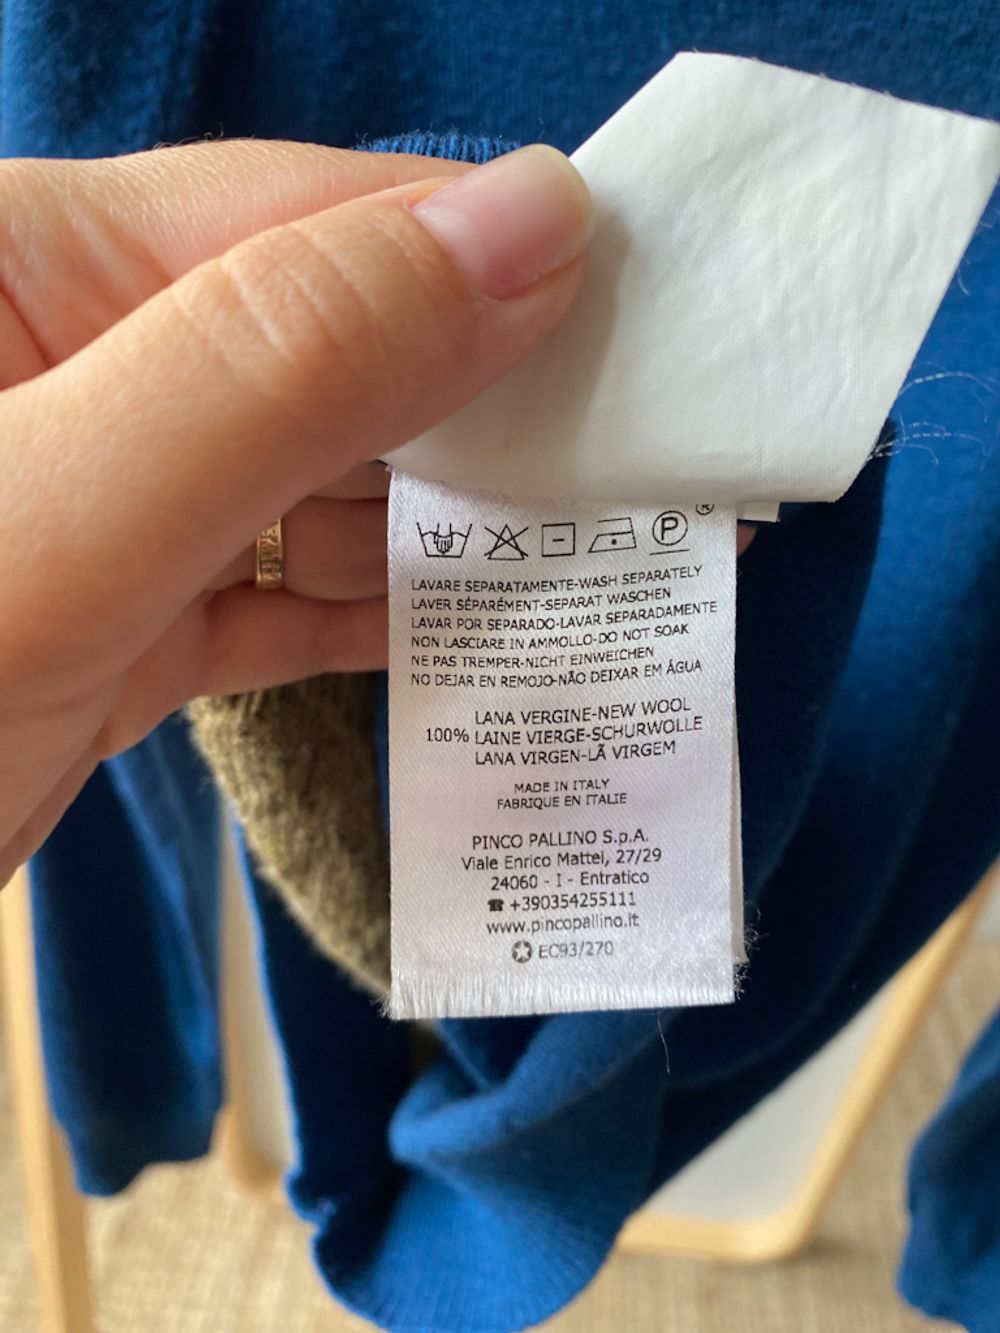 ®
P
LAVARE SEPARATAMENTE-WASH SEPARATELY
LAVER SÉPARÉMENT-SEPARAT WASCHEN
LAVAR POR SEPARADO-LAVAR SEPARADAMENTE
NON LASCIARE IN AMMOLLO-DO NOT SOAK
NE PAS TREMPER-NICHT EINWEICHEN
NO DEJAR EN REMOJO-NÃO DEIXAR EM ÁGUA
LANA VERGINE-NEW WOOL
100% LAINE VIERGE-SCHURWOLLE
LANA VIRGEN-LÃ VIRGEM
MADE IN ITALY
FABRIQUE EN ITALIE
PINCO PALLINO S.p.A.
Viale Enrico Mattei, 27/29
24060 - I - Entratico
☎ +390354255111
www.pincopallino.it
✪ EC93/270